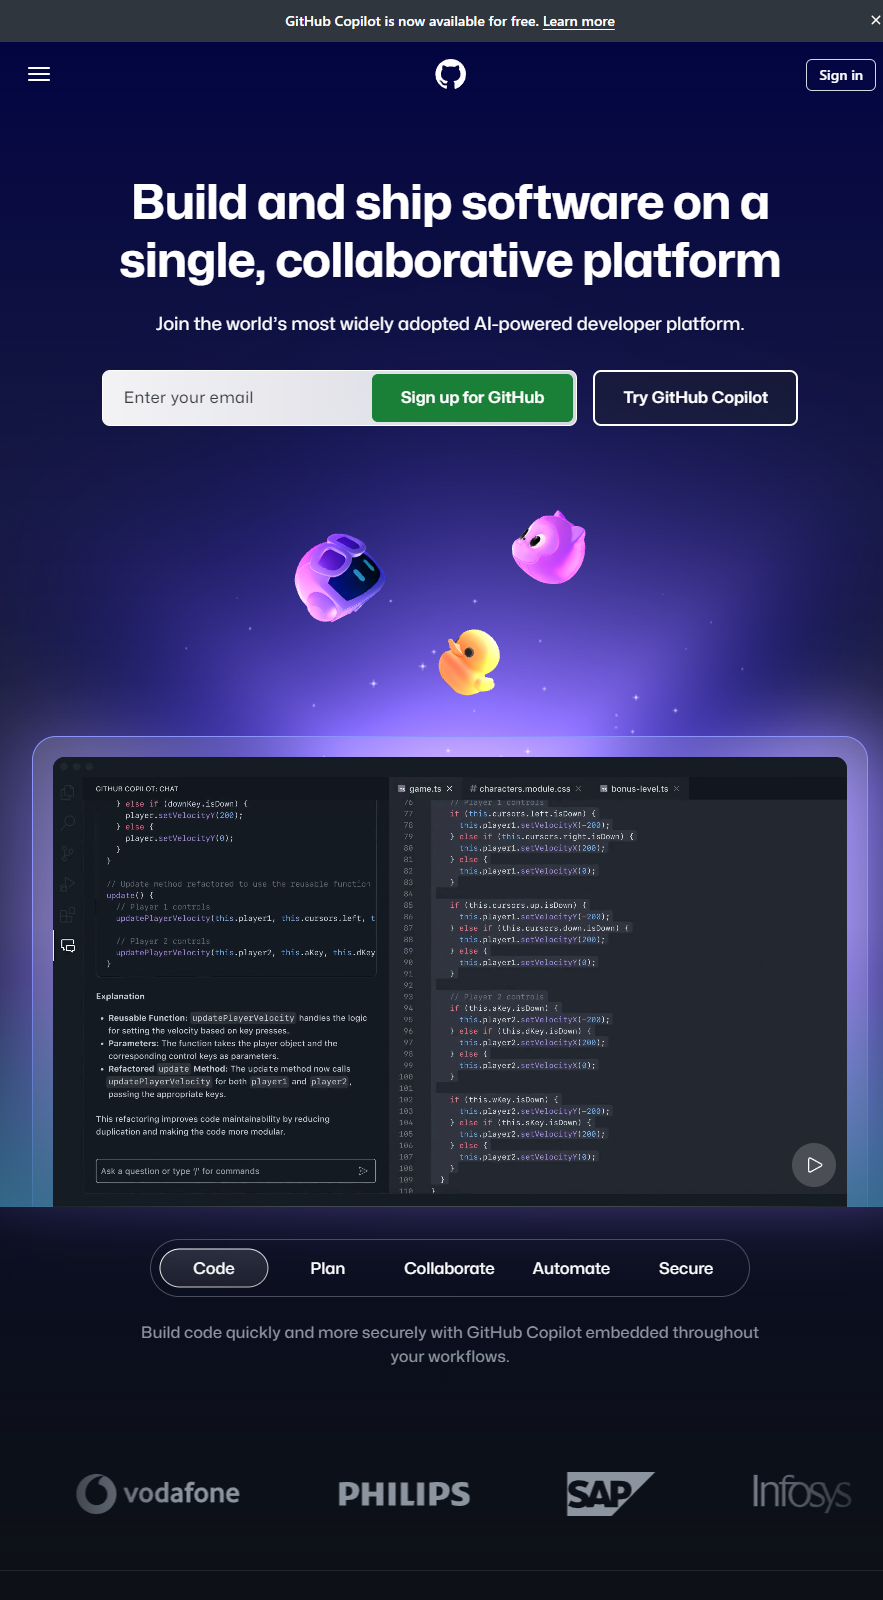 GitHub Copilot is now available for free. Learn more
Sign in
Build and ship software on a
single, collaborative platform
Join the world's most widely adopted AI-powered developer platform.
Enter your email
Sign up for GitHub
Try GitHub Copilot
GITHUB COPILOT: CHAT
} else if (downKey.isDown) {
player.setVelocityY(200);
} else {
player.setVelocityY(0);
}
}
// Update method refactored to use the reusable function
update() {
// Player 1 controls
updatePlayerVelocity(this.player1, this.cursors.left, t
// Player 2 controls
updatePlayerVelocity(this.player2, this.aKey, this.dKey
}
Explanation
• Reusable Function: updatePlayerVelocity handles the logic
for setting the velocity based on key presses.
• Parameters: The function takes the player object and the
corresponding control keys as parameters.
• Refactored update Method: The update method now calls
updatePlayerVelocity for both player1 and player2,
passing the appropriate keys.
This refactoring improves code maintainability by reducing
duplication and making the code more modular.
Ask a question or type '/' for commands
game.ts
# characters.module.css
bonus-level.ts
76 // Player 1 controls
77 if (this.cursors.left.isDown) {
78 this.player1.setVelocityX(-200);
79 } else if (this.cursors.right.isDown) {
80 this.player1.setVelocityX(200);
81 } else {
82 this.player1.setVelocityX(0);
83 }
84
85 if (this.cursors.up.isDown) {
86 this.player1.setVelocityY(-200);
87 } else if (this.cursors.down.isDown) {
88 this.player1.setVelocityY(200);
89 } else {
90 this.player1.setVelocityY(0);
91 }
92
93 // Player 2 controls
94 if (this.aKey.isDown) {
95 this.player2.setVelocityX(-200);
96 } else if (this.dKey.isDown) {
97 this.player2.setVelocityX(200);
98 } else {
99 this.player2.setVelocityX(0);
100 }
101
102 if (this.wKey.isDown) {
103 this.player2.setVelocityY(-200);
104 } else if (this.sKey.isDown) {
105 this.player2.setVelocityY(200);
106 } else {
107 this.player2.setVelocityY(0);
108 }
109 }
110 }
Code
Plan
Collaborate
Automate
Secure
Build code quickly and more securely with GitHub Copilot embedded throughout
your workflows.
vodafone
PHILIPS
SAP
Infosys